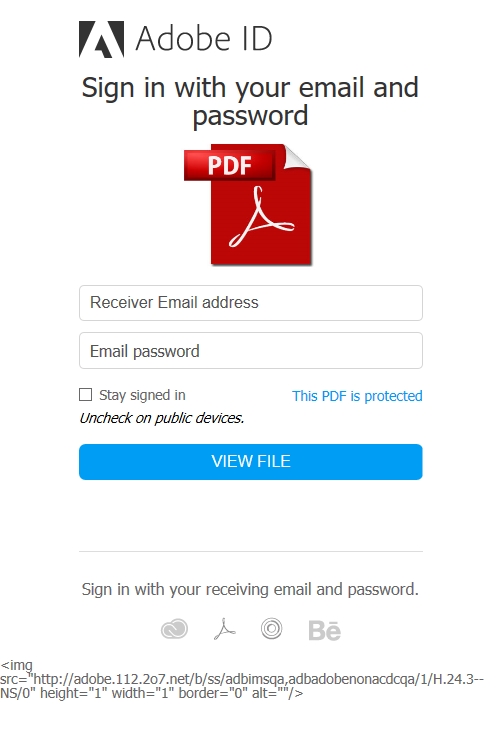 Adobe ID
Sign in with your email and
password
PDF
Receiver Email address
Email password
Stay signed in
This PDF is protected
Uncheck on public devices.
VIEW FILE
Sign in with your receiving email and password.
Bē
<img
src="http://adobe.112.2o7.net/b/ss/adbimsqa,adbadobenonacdcqa/1/H.24.3--
NS/0" height="1" width="1" border="0" alt=""/>